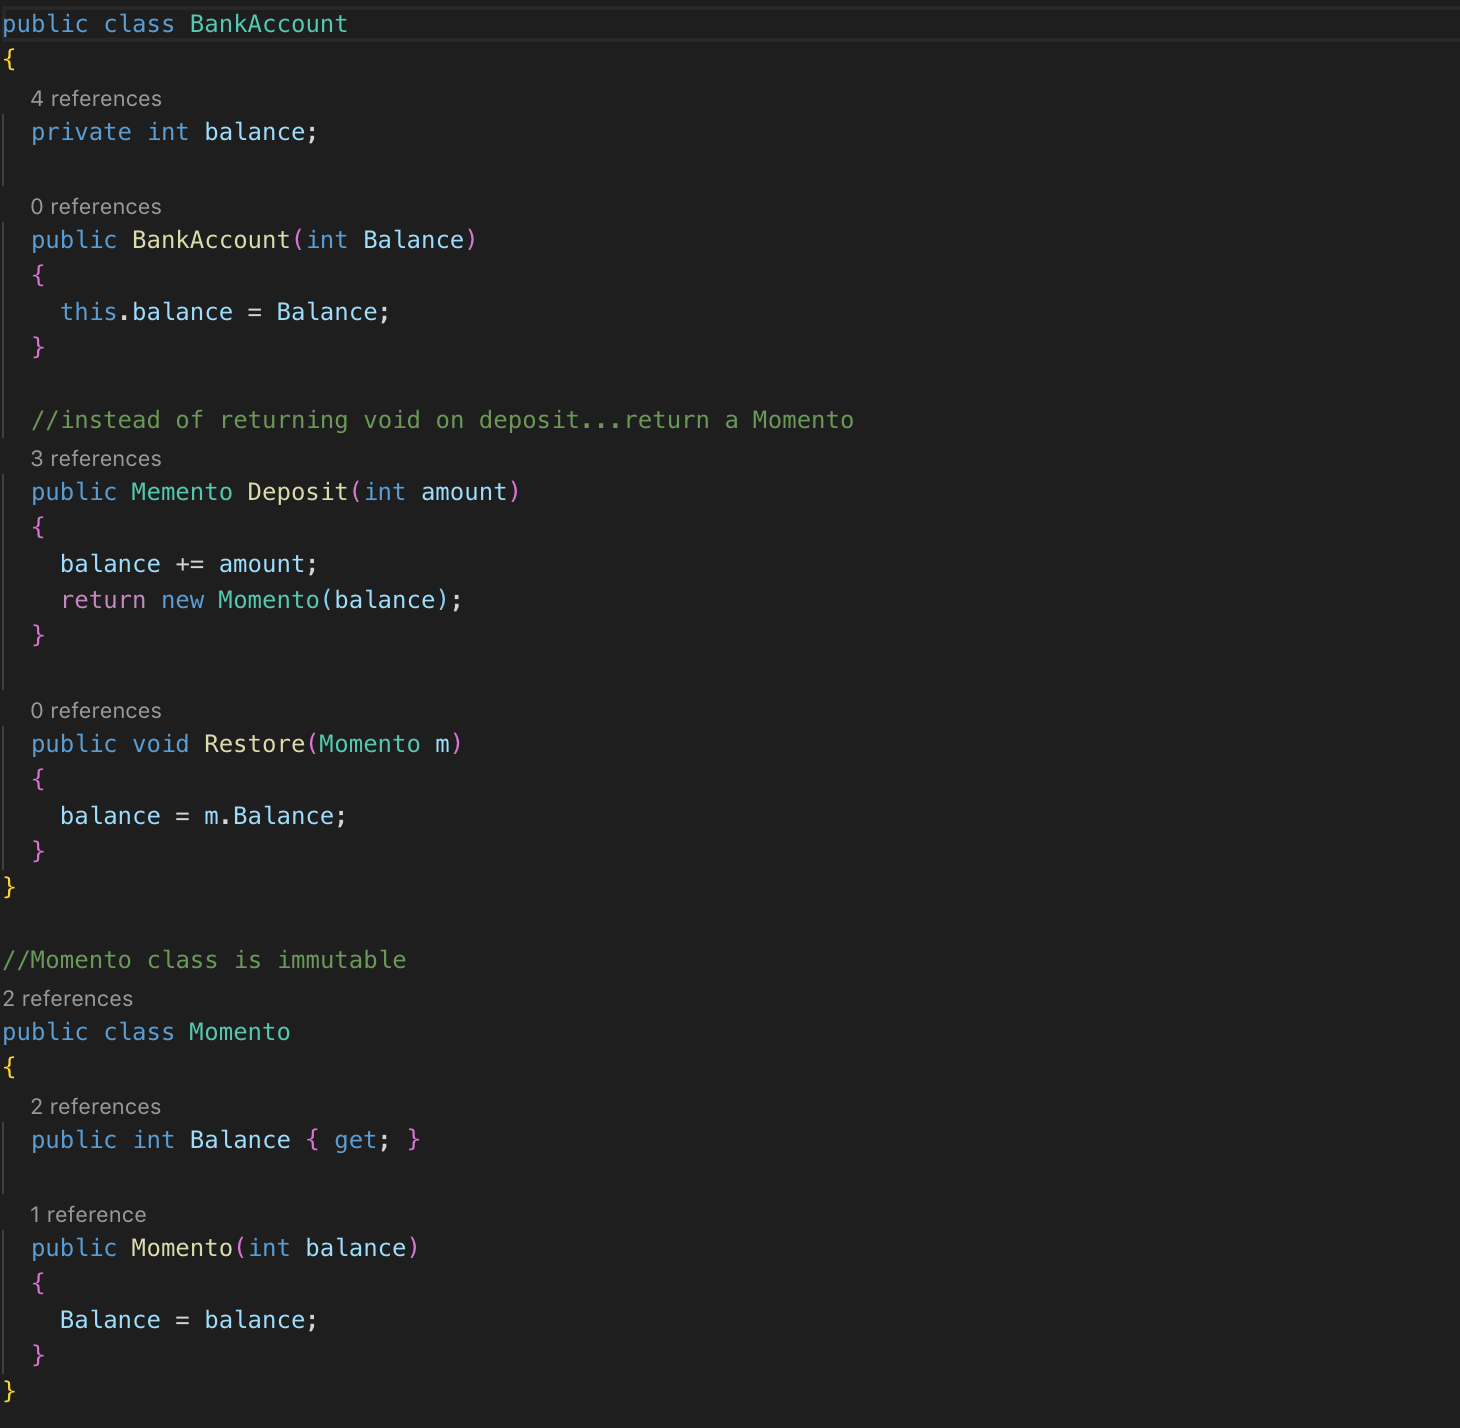 public class BankAccount
{
4 references
private int balance;
0 references
public BankAccount(int Balance)
{
this.balance = Balance;
}
//instead of returning void on deposit...return a Momento
3 references
public Memento Deposit(int amount)
{
balance += amount;
return new Momento(balance);
}
0 references
public void Restore(Momento m)
{
balance = m.Balance;
}
}
//Momento class is immutable
2 references
public class Momento
{
2 references
public int Balance { get; }
1 reference
public Momento(int balance)
{
Balance = balance;
}
}